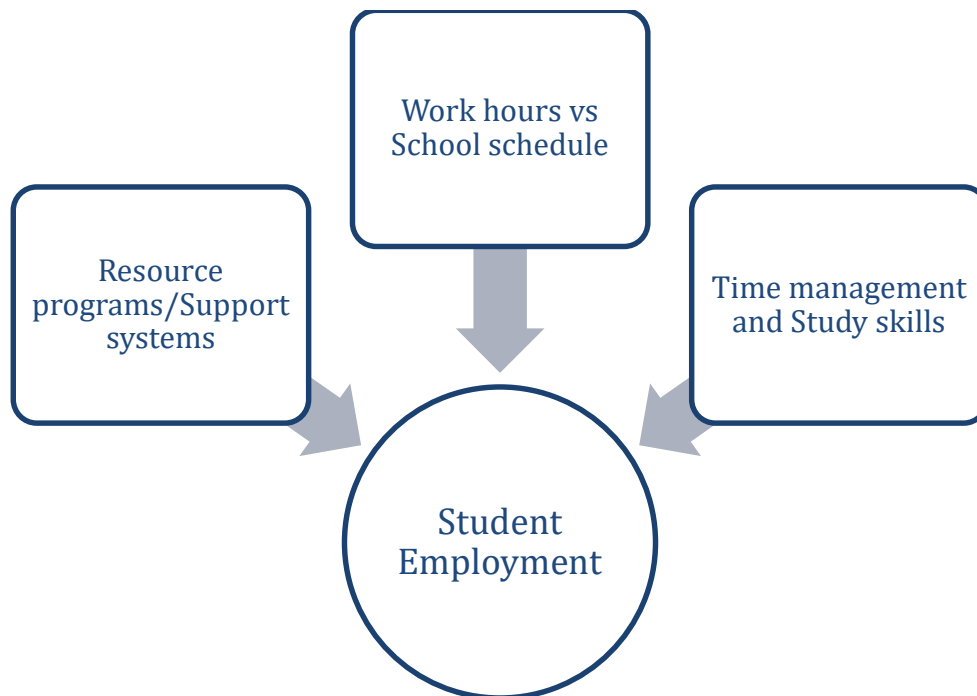 Work hours vs
School schedule
Resource
programs/Support
systems
Time management
and Study skills
Student
Employment